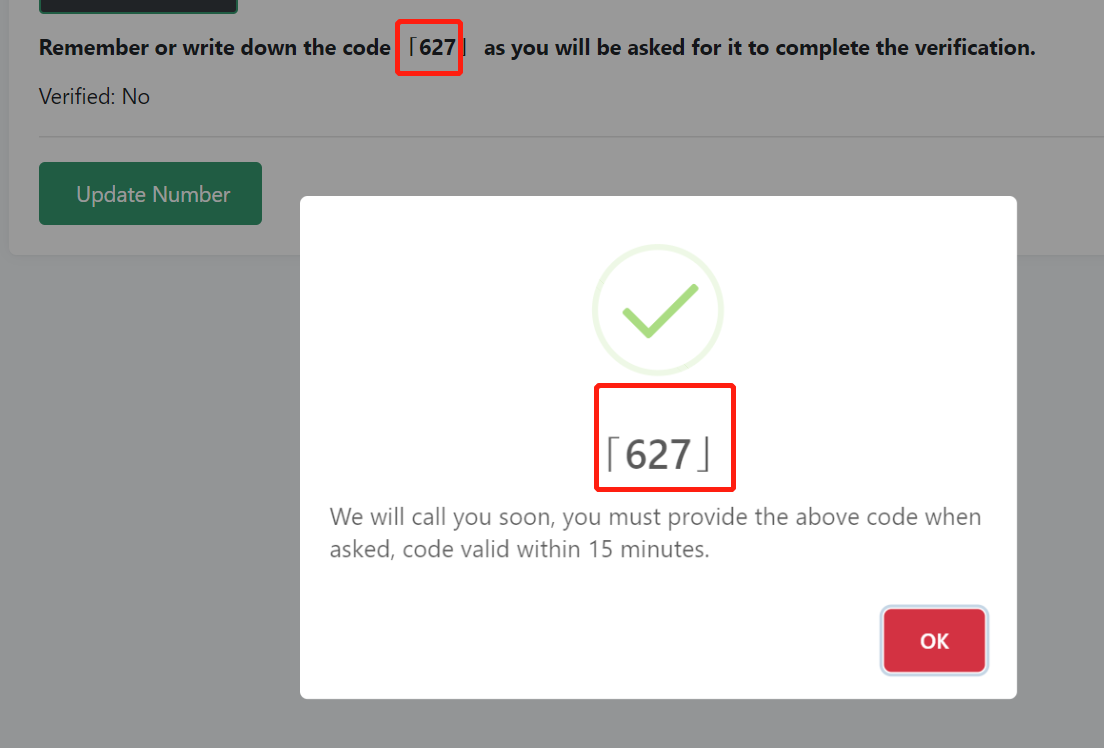 Remember or write down the code「627」 as you will be asked for it to complete the verification.
Verified: No
Update Number
「627」
We will call you soon, you must provide the above code when
asked, code valid within 15 minutes.
OK